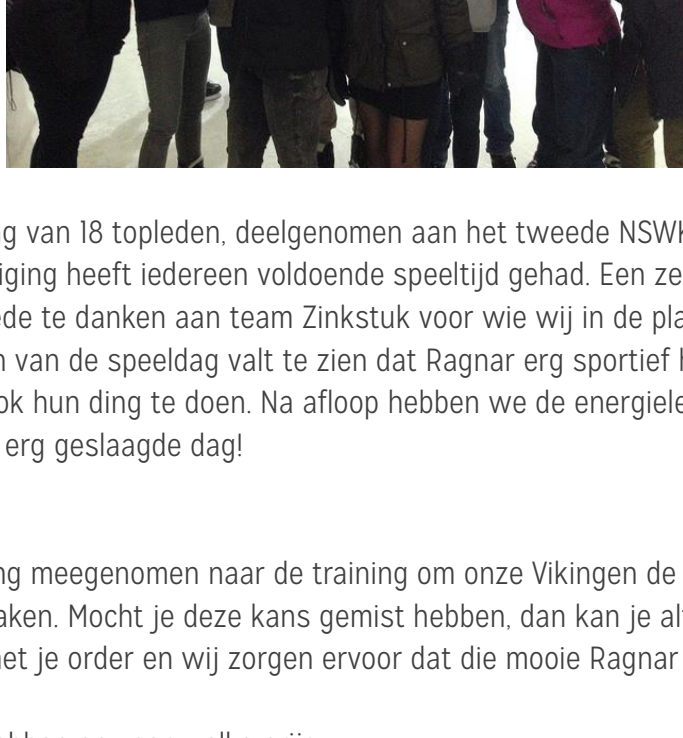 g van 18 topleden, deelgenomen aan het tweede NSWK
iging heeft iedereen voldoende speeltijd gehad. Een ze
ede te danken aan team Zinkstuk voor wie wij in de pla
n van de speeldag valt te zien dat Ragnar erg sportief h
ok hun ding te doen. Na afloop hebben we de energiele
erg geslaagde dag!
ng meegenomen naar de training om onze Vikingen de
aken. Mocht je deze kans gemist hebben, dan kan je alt
net je order en wij zorgen ervoor dat die mooie Ragnar